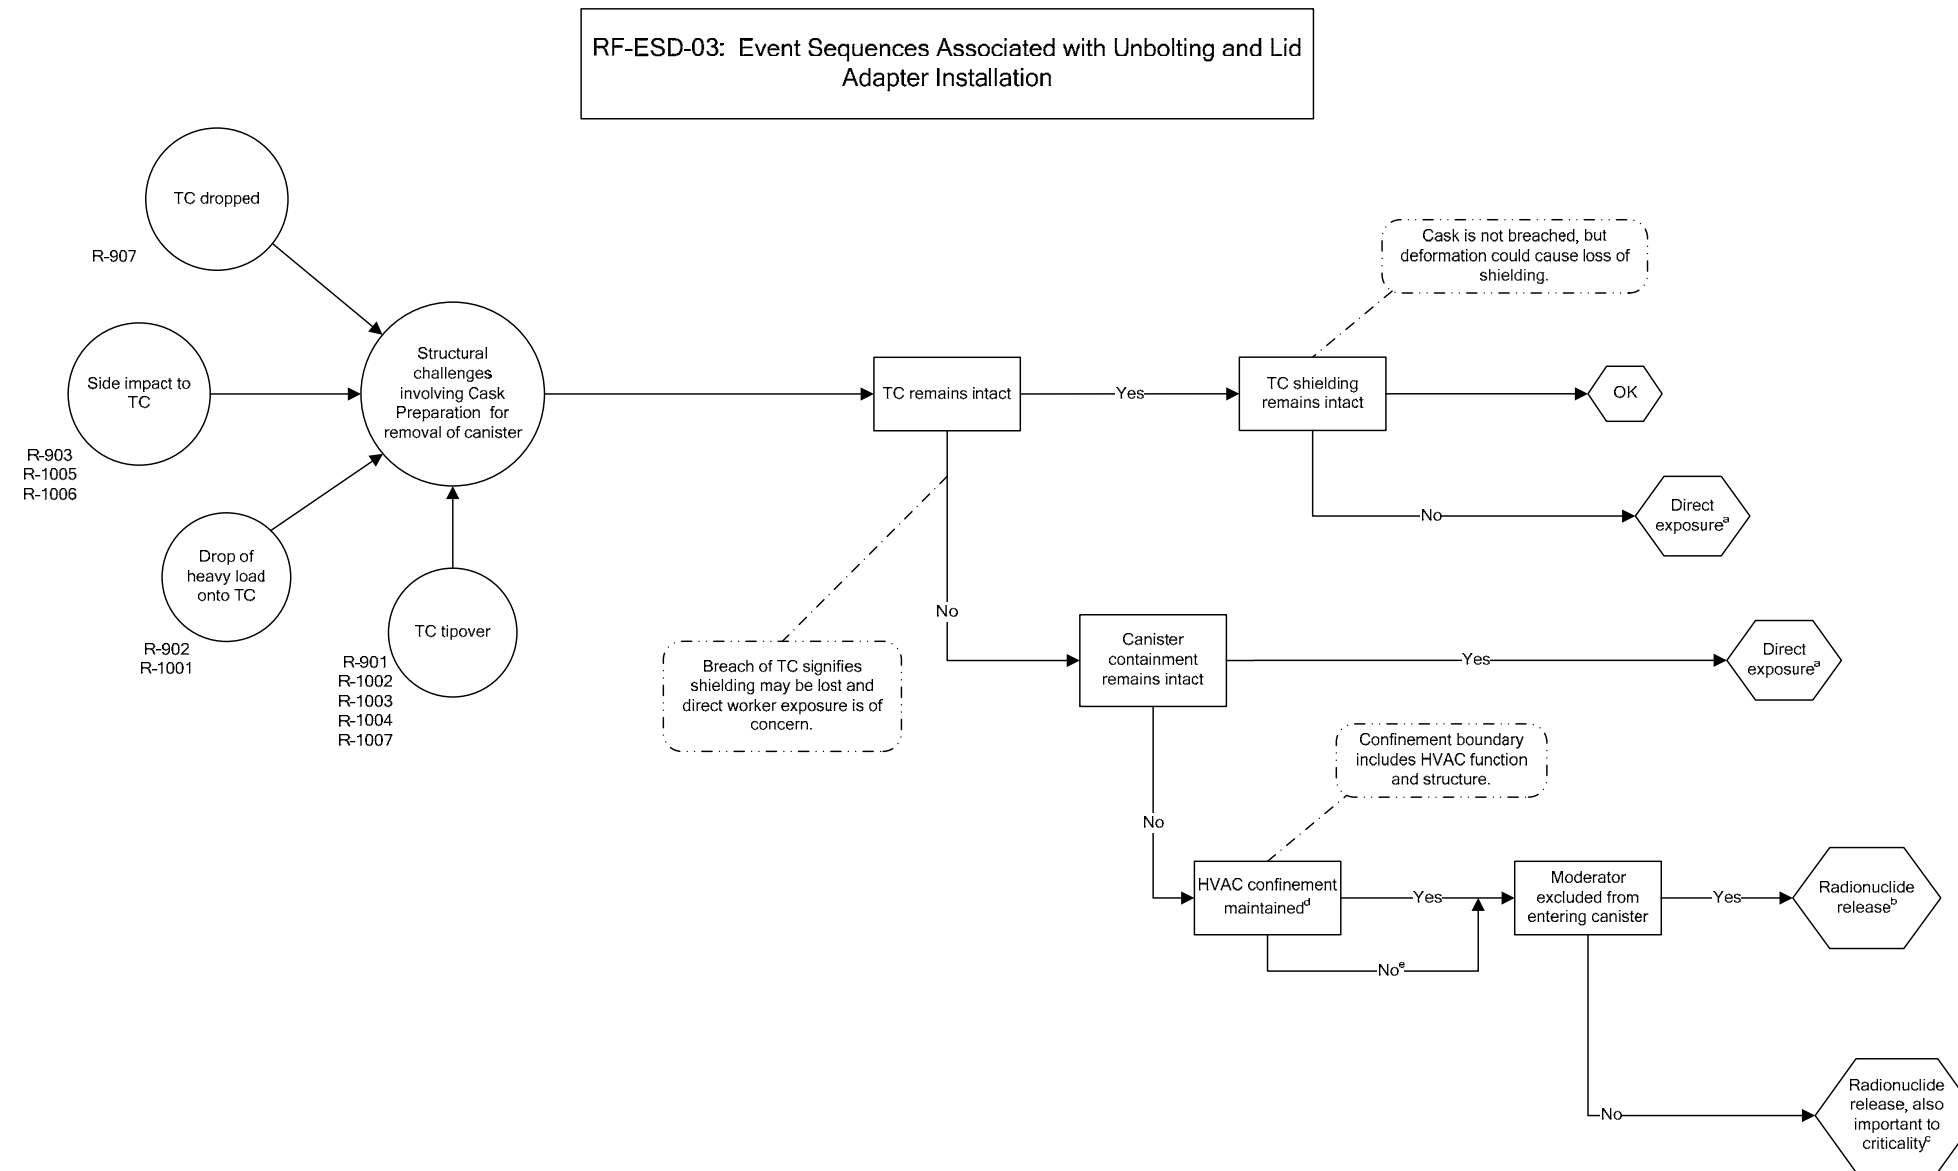 RF-ESD-03: Event Sequences Associated with Unbolting and Lid
Adapter Installation
TC dropped
R-907
Side impact to
TC
R-903
R-1005
R-1006
Drop of
heavy load
onto TC
R-902
R-1001
TC tipover
R-901
R-1002
R-1003
R-1004
R-1007
Structural
challenges
involving Cask
Preparation for
removal of canister
TC remains intact
Yes
No
Breach of TC signifies
shielding may be lost and
direct worker exposure is of
concern.
Cask is not breached, but
deformation could cause loss of
shielding.
TC shielding
remains intact
OK
No
Direct
exposureᵃ
Canister
containment
remains intact
Yes
Direct
exposureᵃ
No
Confinement boundary
includes HVAC function
and structure.
HVAC confinement
maintainedᵈ
Yes
Noᵉ
Moderator
excluded from
entering canister
Yes
Radionuclide
releaseᵇ
No
Radionuclide
release, also
important to
criticalityᶜ